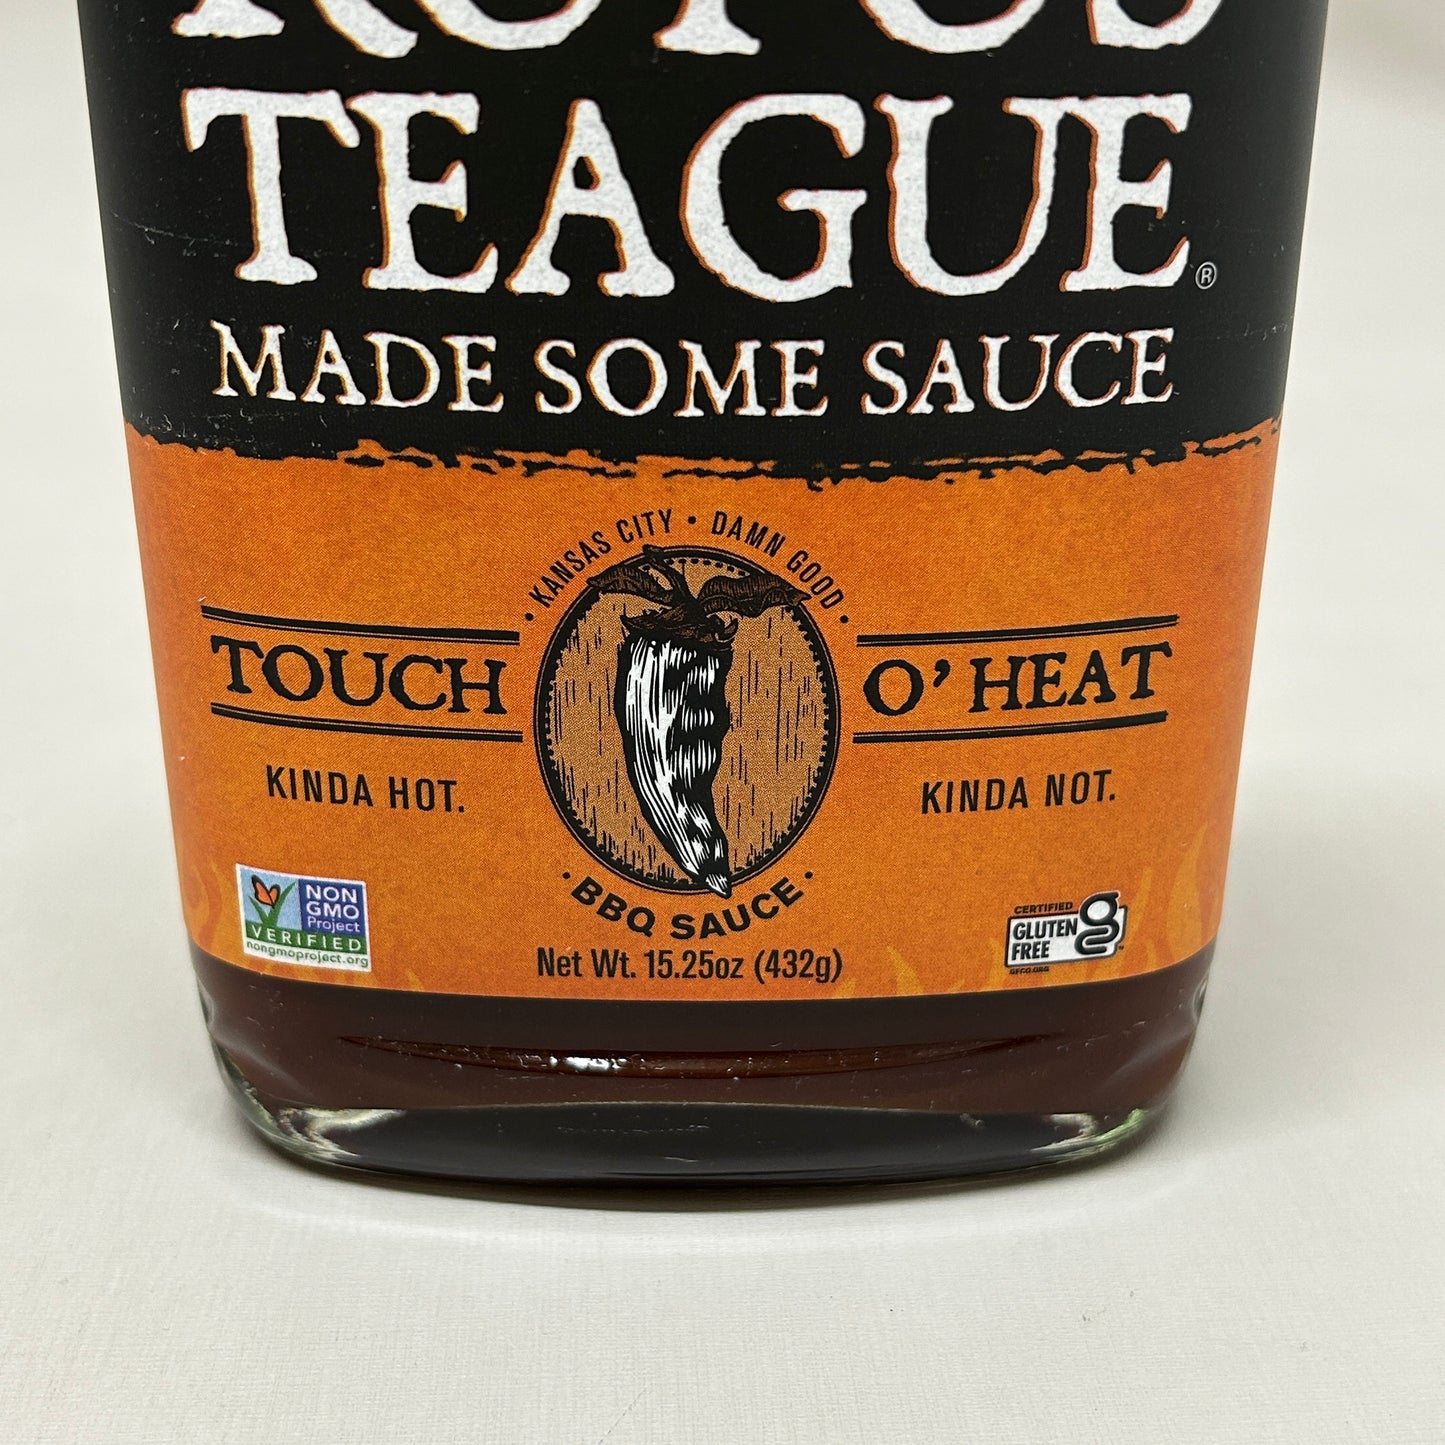 RUFUS
TEAGUE®
MADE SOME SAUCE
• KANSAS CITY • DAMN GOOD •
TOUCH O' HEAT
KINDA HOT. KINDA NOT.
• BBQ SAUCE •
Net Wt. 15.25oz (432g)
NON
GMO
Project
VERIFIED
nongmoproject.org
CERTIFIED
GLUTEN
FREE
GFCO.ORG